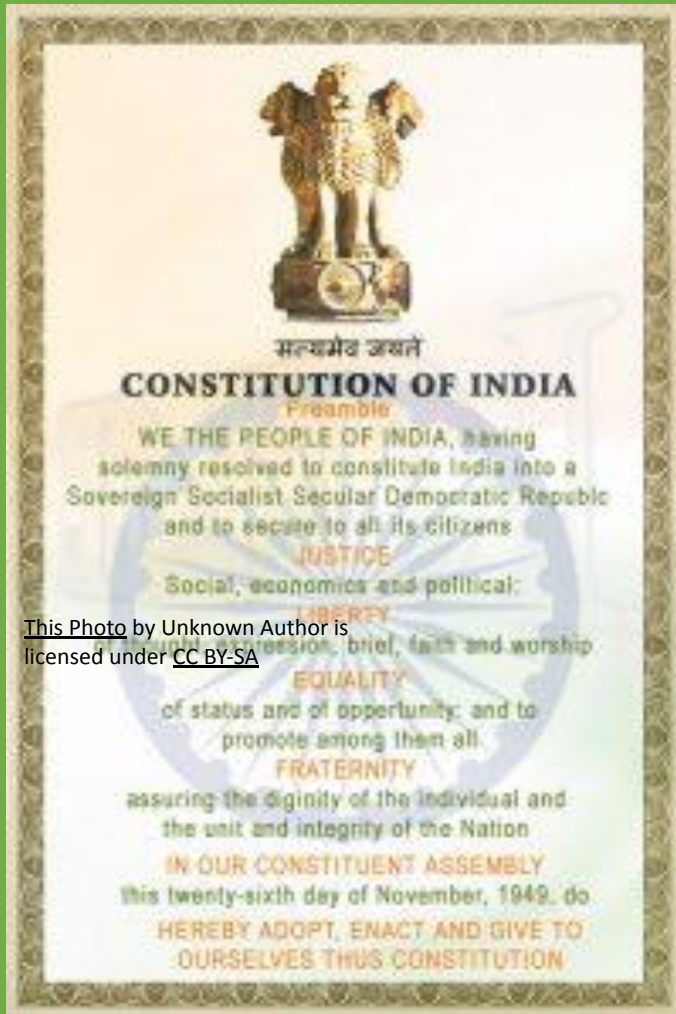 सत्यमेव जयते
CONSTITUTION OF INDIA
Preamble
WE THE PEOPLE OF INDIA, having
solemny resolved to constitute India into a
Sovereign Socialist Secular Democratic Republc
and to secure to all its citizens
JUSTICE
Social, economics and political;
LIBERTY
This Photo by Unknown Author is
licensed under CC BY-SA
of thought expression, brief, faith and worship
EQUALITY
of status and of oppertunity; and to
promote among them all
FRATERNITY
assuring the diginity of the individual and
the unit and integrity of the Nation
IN OUR CONSTITUENT ASSEMBLY
this twenty-sixth day of November, 1949, do
HEREBY ADOPT, ENACT AND GIVE TO
OURSELVES THUS CONSTITUTION